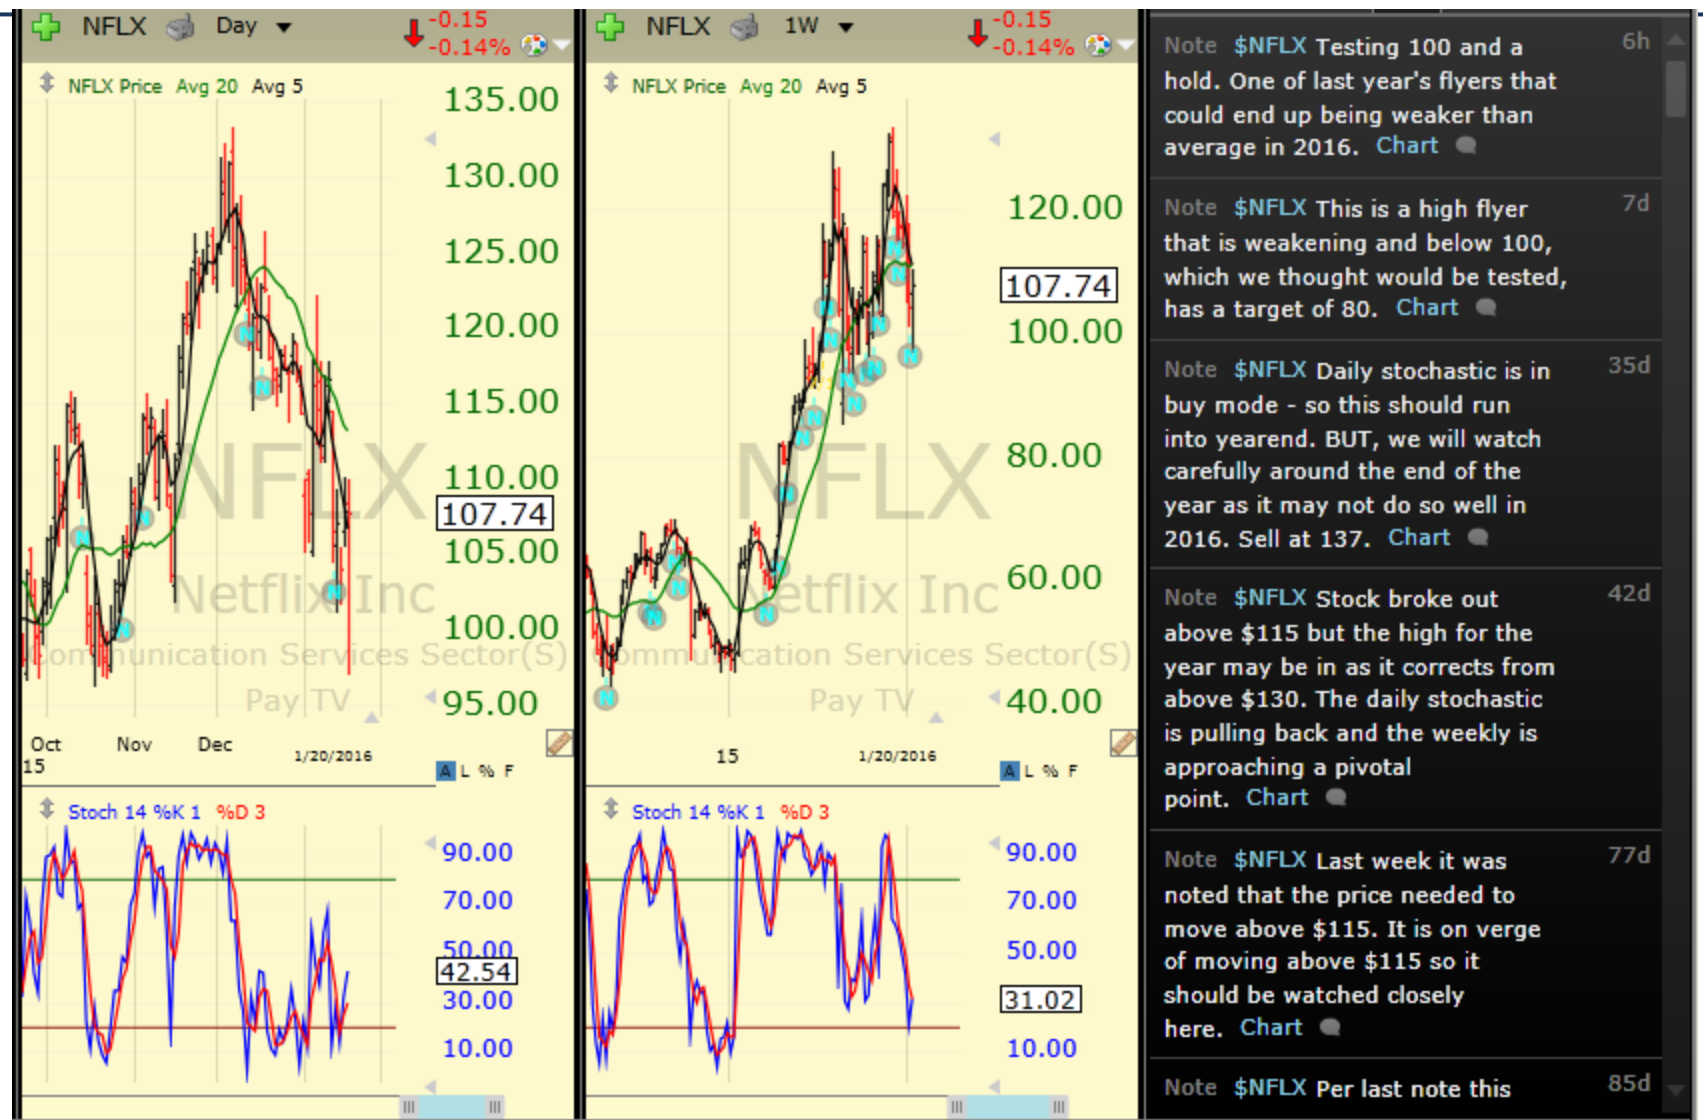 NFLX Day
-0.15
-0.14%
NFLX Price Avg 20 Avg 5
135.00
130.00
125.00
120.00
115.00
110.00
107.74
105.00
100.00
95.00
NFLX
Netflix Inc
Communication Services Sector(S)
Pay TV
Oct Nov Dec 1/20/2016
15
A L % F
Stoch 14 %K 1 %D 3
90.00
70.00
50.00
42.54
30.00
10.00
NFLX 1W
-0.15
-0.14%
NFLX Price Avg 20 Avg 5
120.00
107.74
100.00
80.00
60.00
40.00
NFLX
Netflix Inc
Communication Services Sector(S)
Pay TV
15 1/20/2016
A L % F
Stoch 14 %K 1 %D 3
90.00
70.00
50.00
31.02
10.00
Note $NFLX Testing 100 and a 6h
hold. One of last year's flyers that
could end up being weaker than
average in 2016. Chart
Note $NFLX This is a high flyer 7d
that is weakening and below 100,
which we thought would be tested,
has a target of 80. Chart
Note $NFLX Daily stochastic is in 35d
buy mode - so this should run
into yearend. BUT, we will watch
carefully around the end of the
year as it may not do so well in
2016. Sell at 137. Chart
Note $NFLX Stock broke out 42d
above $115 but the high for the
year may be in as it corrects from
above $130. The daily stochastic
is pulling back and the weekly is
approaching a pivotal
point. Chart
Note $NFLX Last week it was 77d
noted that the price needed to
move above $115. It is on verge
of moving above $115 so it
should be watched closely
here. Chart
Note $NFLX Per last note this 85d